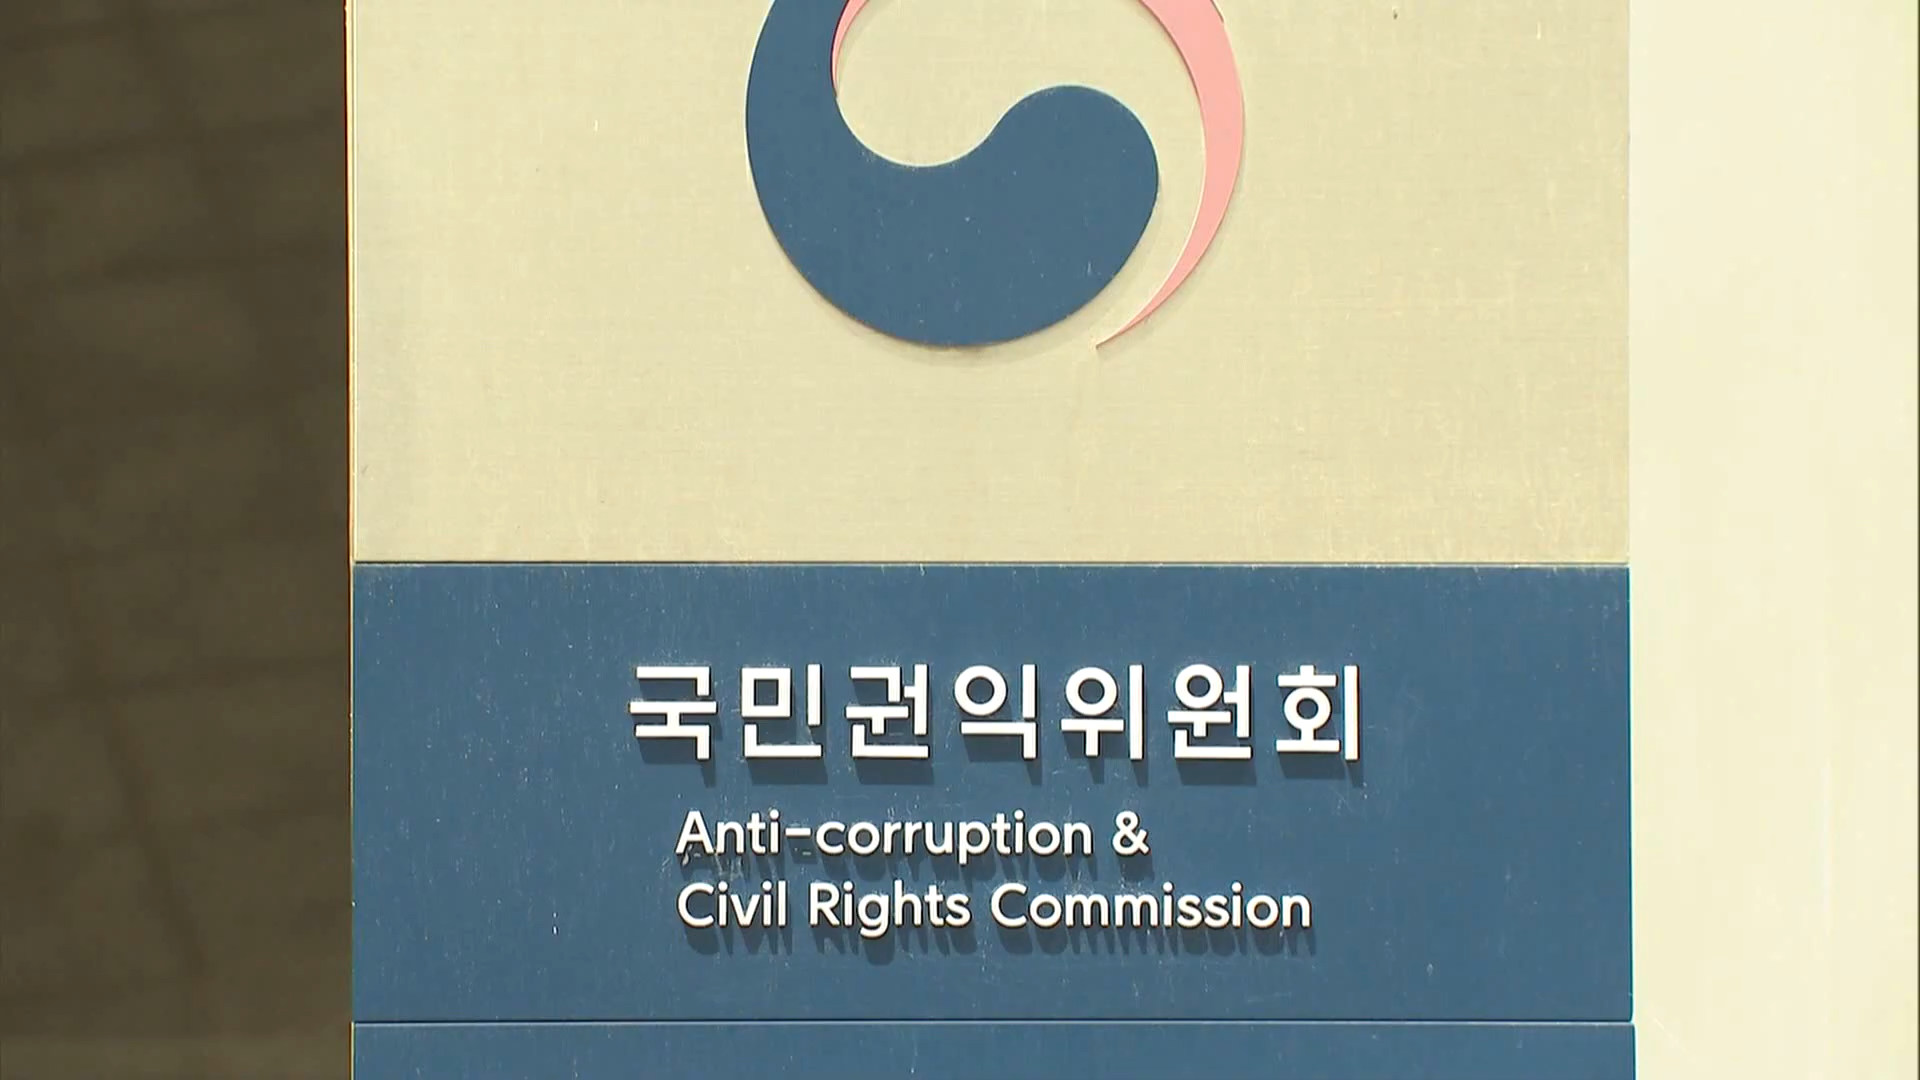 국민권익위원회
Anti-corruption &
Civil Rights Commission